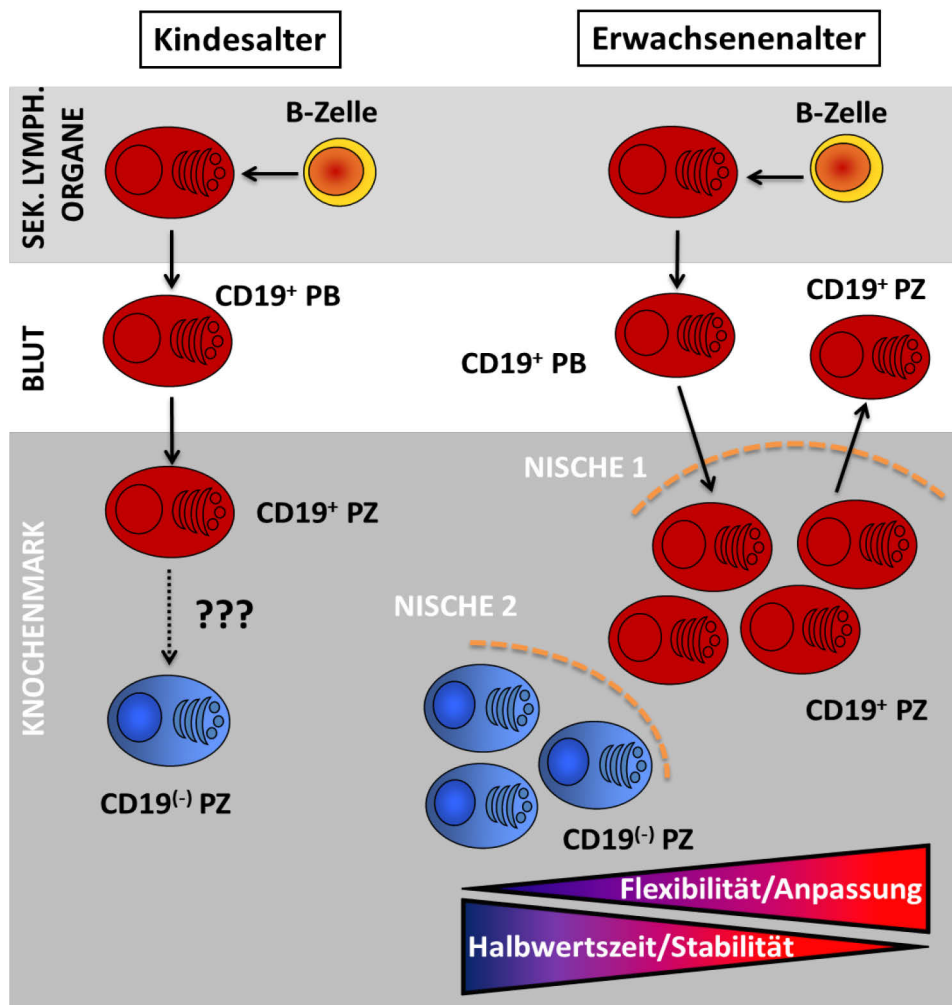 Kindesalter
Erwachsenenalter
SEK. LYMPH.
ORGANE
B-Zelle
B-Zelle
BLUT
CD19⁺ PB
CD19⁺ PB
CD19⁺ PZ
KNOCHENMARK
CD19⁺ PZ
???
CD19⁽⁻⁾ PZ
NISCHE 1
NISCHE 2
CD19⁺ PZ
CD19⁽⁻⁾ PZ
Flexibilität/Anpassung
Halbwertszeit/Stabilität